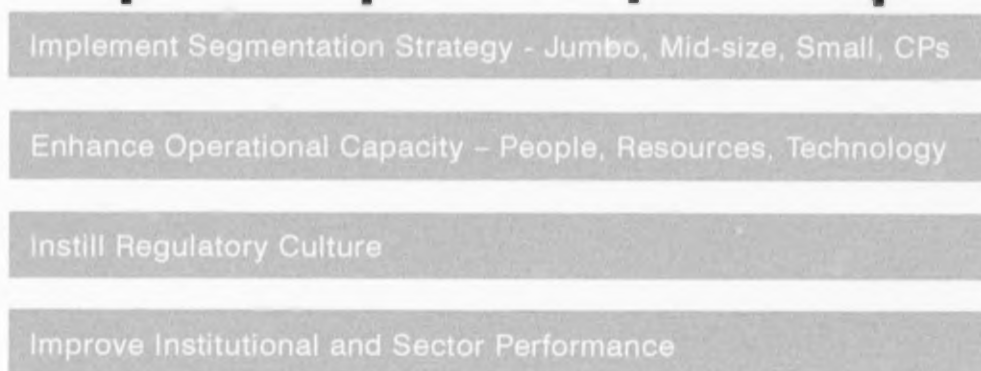 Implement Segmentation Strategy - Jumbo, Mid-size, Small, CPs
Enhance Operational Capacity – People, Resources, Technology
Instill Regulatory Culture
Improve Institutional and Sector Performance